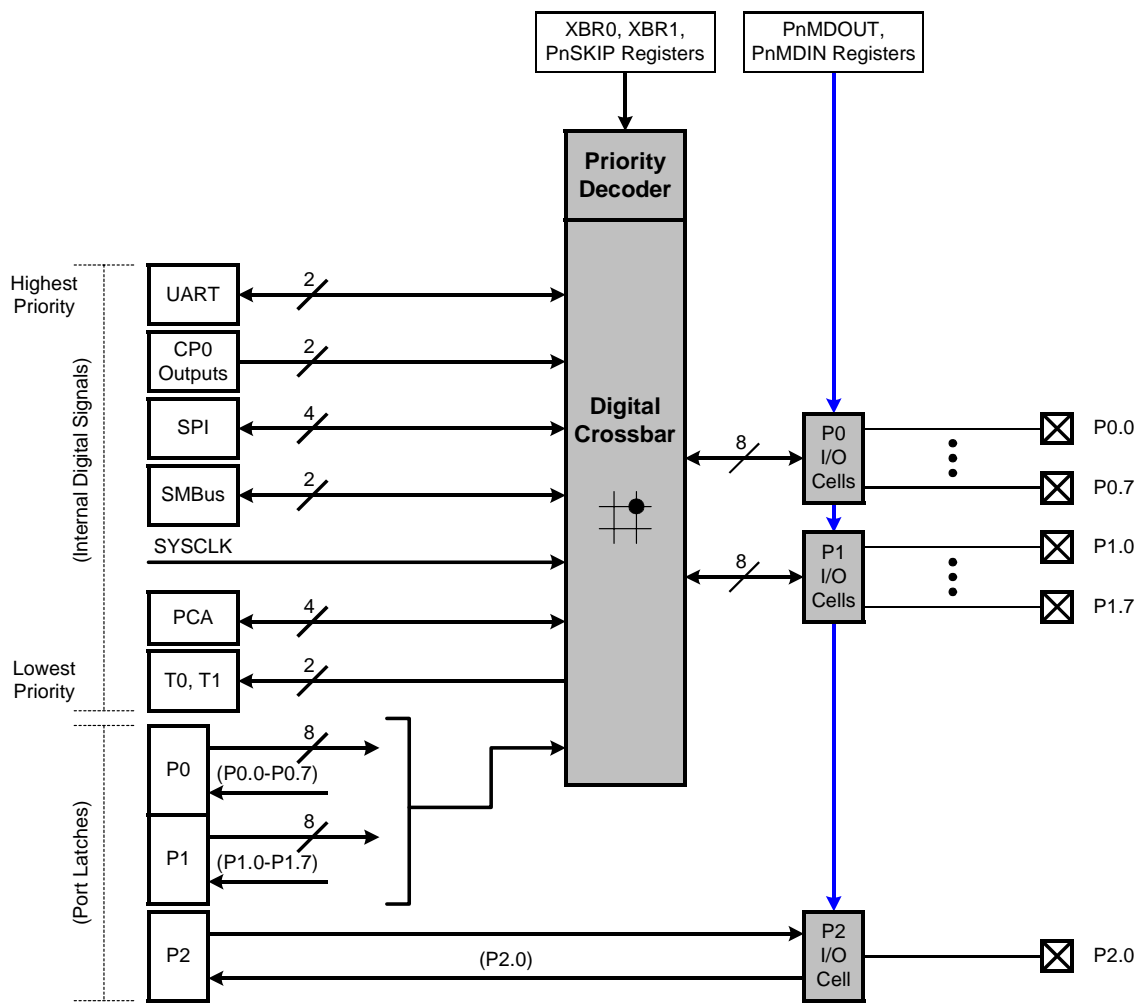 XBR0, XBR1,
PnSKIP Registers
PnMDOUT,
PnMDIN Registers
Priority
Decoder
Highest
Priority
(Internal Digital Signals)
UART
2
CP0
Outputs
2
SPI
4
Digital
Crossbar
SMBus
2
SYSCLK
PCA
4
Lowest
Priority
T0, T1
2
8
P0
I/O
Cells
P0.0
P0.7
8
P1
I/O
Cells
P1.0
P1.7
(Port Latches)
P0
8
(P0.0-P0.7)
P1
8
(P1.0-P1.7)
P2
(P2.0)
P2
I/O
Cell
P2.0